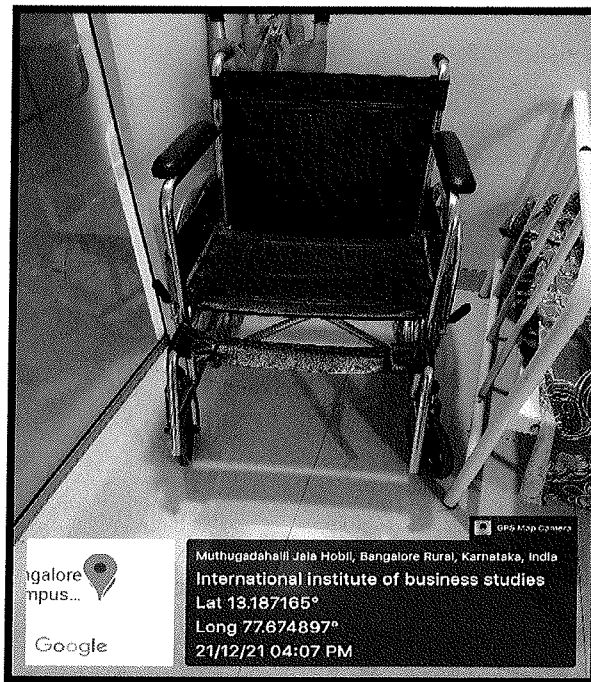 GPS Map Camera
Muthugadahalli Jala Hobli, Bangalore Rural, Karnataka, India
International institute of business studies
Lat 13.187165°
Long 77.674897°
21/12/21 04:07 PM
ngalore
mpus...
Google